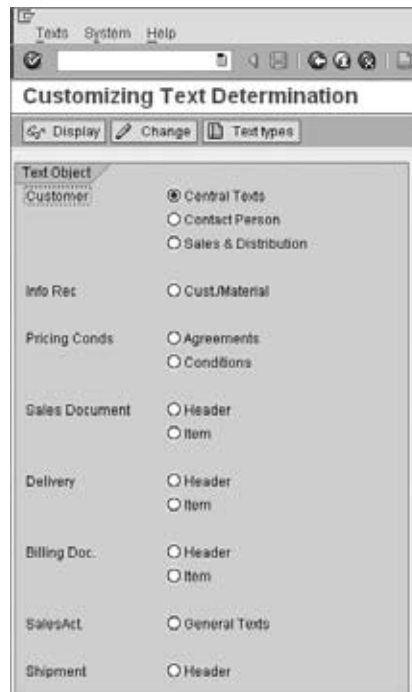 Texts System Help
Customizing Text Determination
Display Change Text types
Text Object
Customer Central Texts
Contact Person
Sales & Distribution
Info Rec Cust./Material
Pricing Conds Agreements
Conditions
Sales Document Header
Item
Delivery Header
Item
Billing Doc. Header
Item
SalesAct General Texts
Shipment Header